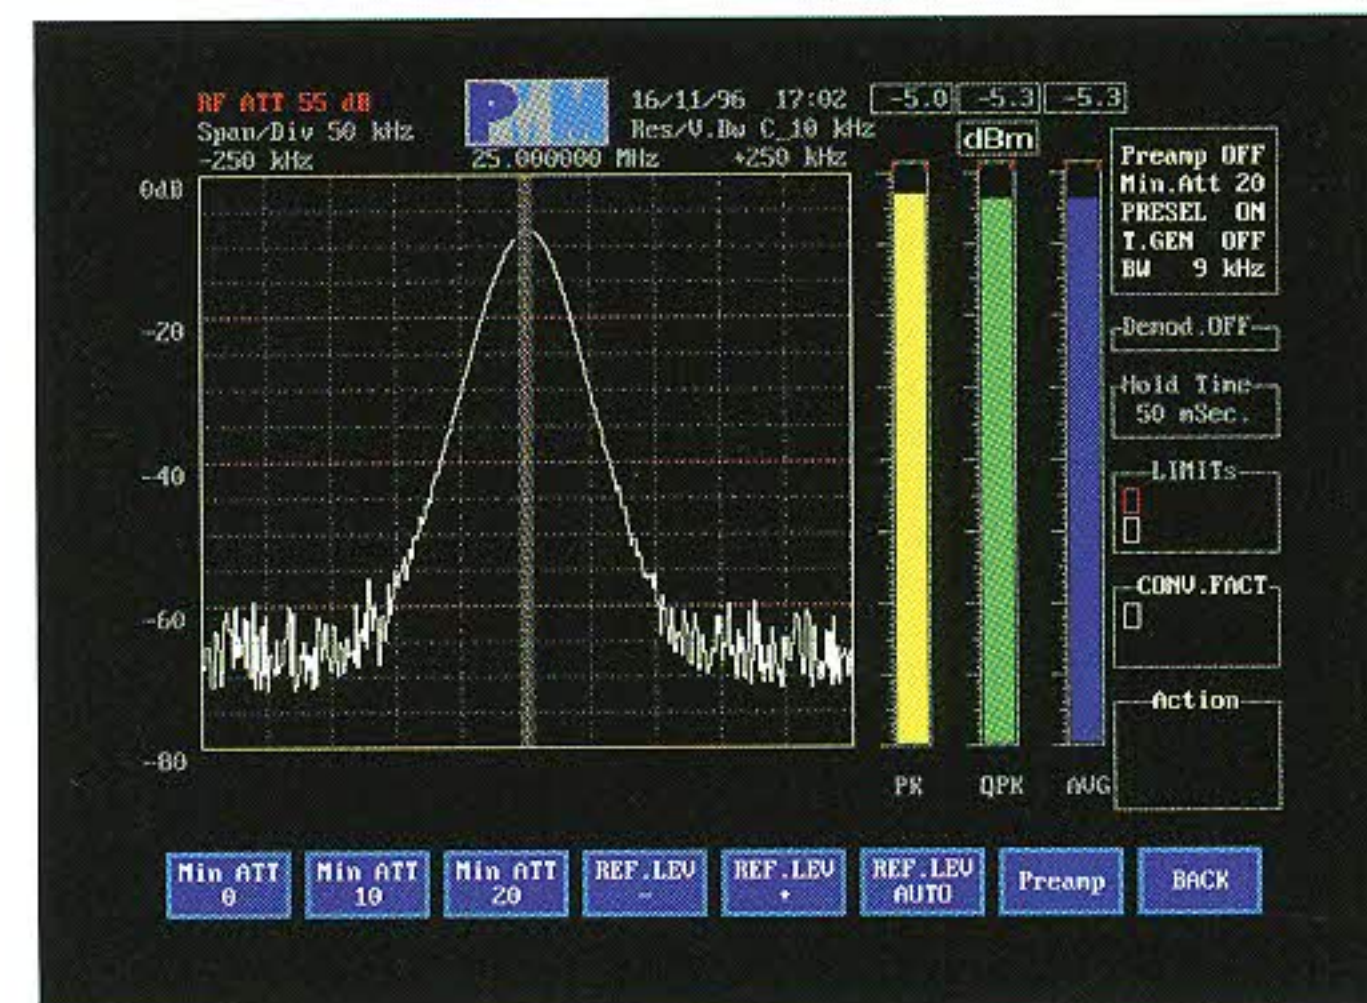 RF ATT 55 dB
Span/Div 50 kHz
-250 kHz
25.000000 MHz
16/11/96 17:02
Res/V.Bw C_10 kHz
+250 kHz
-5.0
-5.3
-5.3
dBm
0dB
-20
-40
-60
-80
PK
QPK
AVG
Preamp OFF
Min.Att 20
PRESEL ON
T.GEN OFF
BW 9 kHz
Demod.OFF
Hold Time
50 mSec.
LIMITs
CONV.FACT
Action
Min ATT
0
Min ATT
10
Min ATT
20
REF.LEV
-
REF.LEV
+
REF.LEV
AUTO
Preamp
BACK